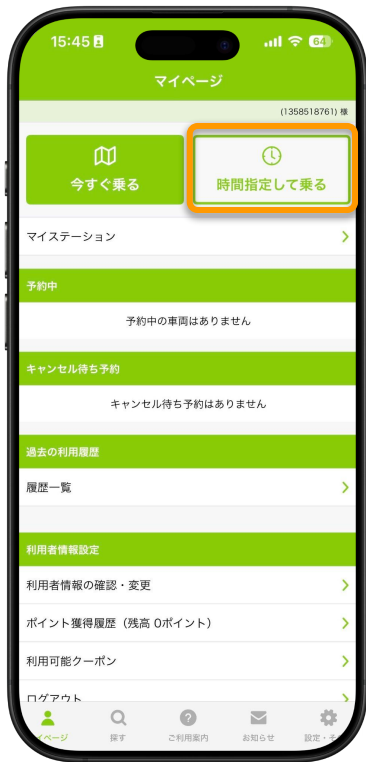 15:45
64
マイページ
(1358518761) 様
今すぐ乗る
時間指定して乗る
マイステーション
予約中
予約中の車両はありません
キャンセル待ち予約
キャンセル待ち予約はありません
過去の利用履歴
履歴一覧
利用者情報設定
利用者情報の確認・変更
ポイント獲得履歴（残高 0ポイント）
利用可能クーポン
ログアウト
マイページ
探す
ご利用案内
お知らせ
設定・そ